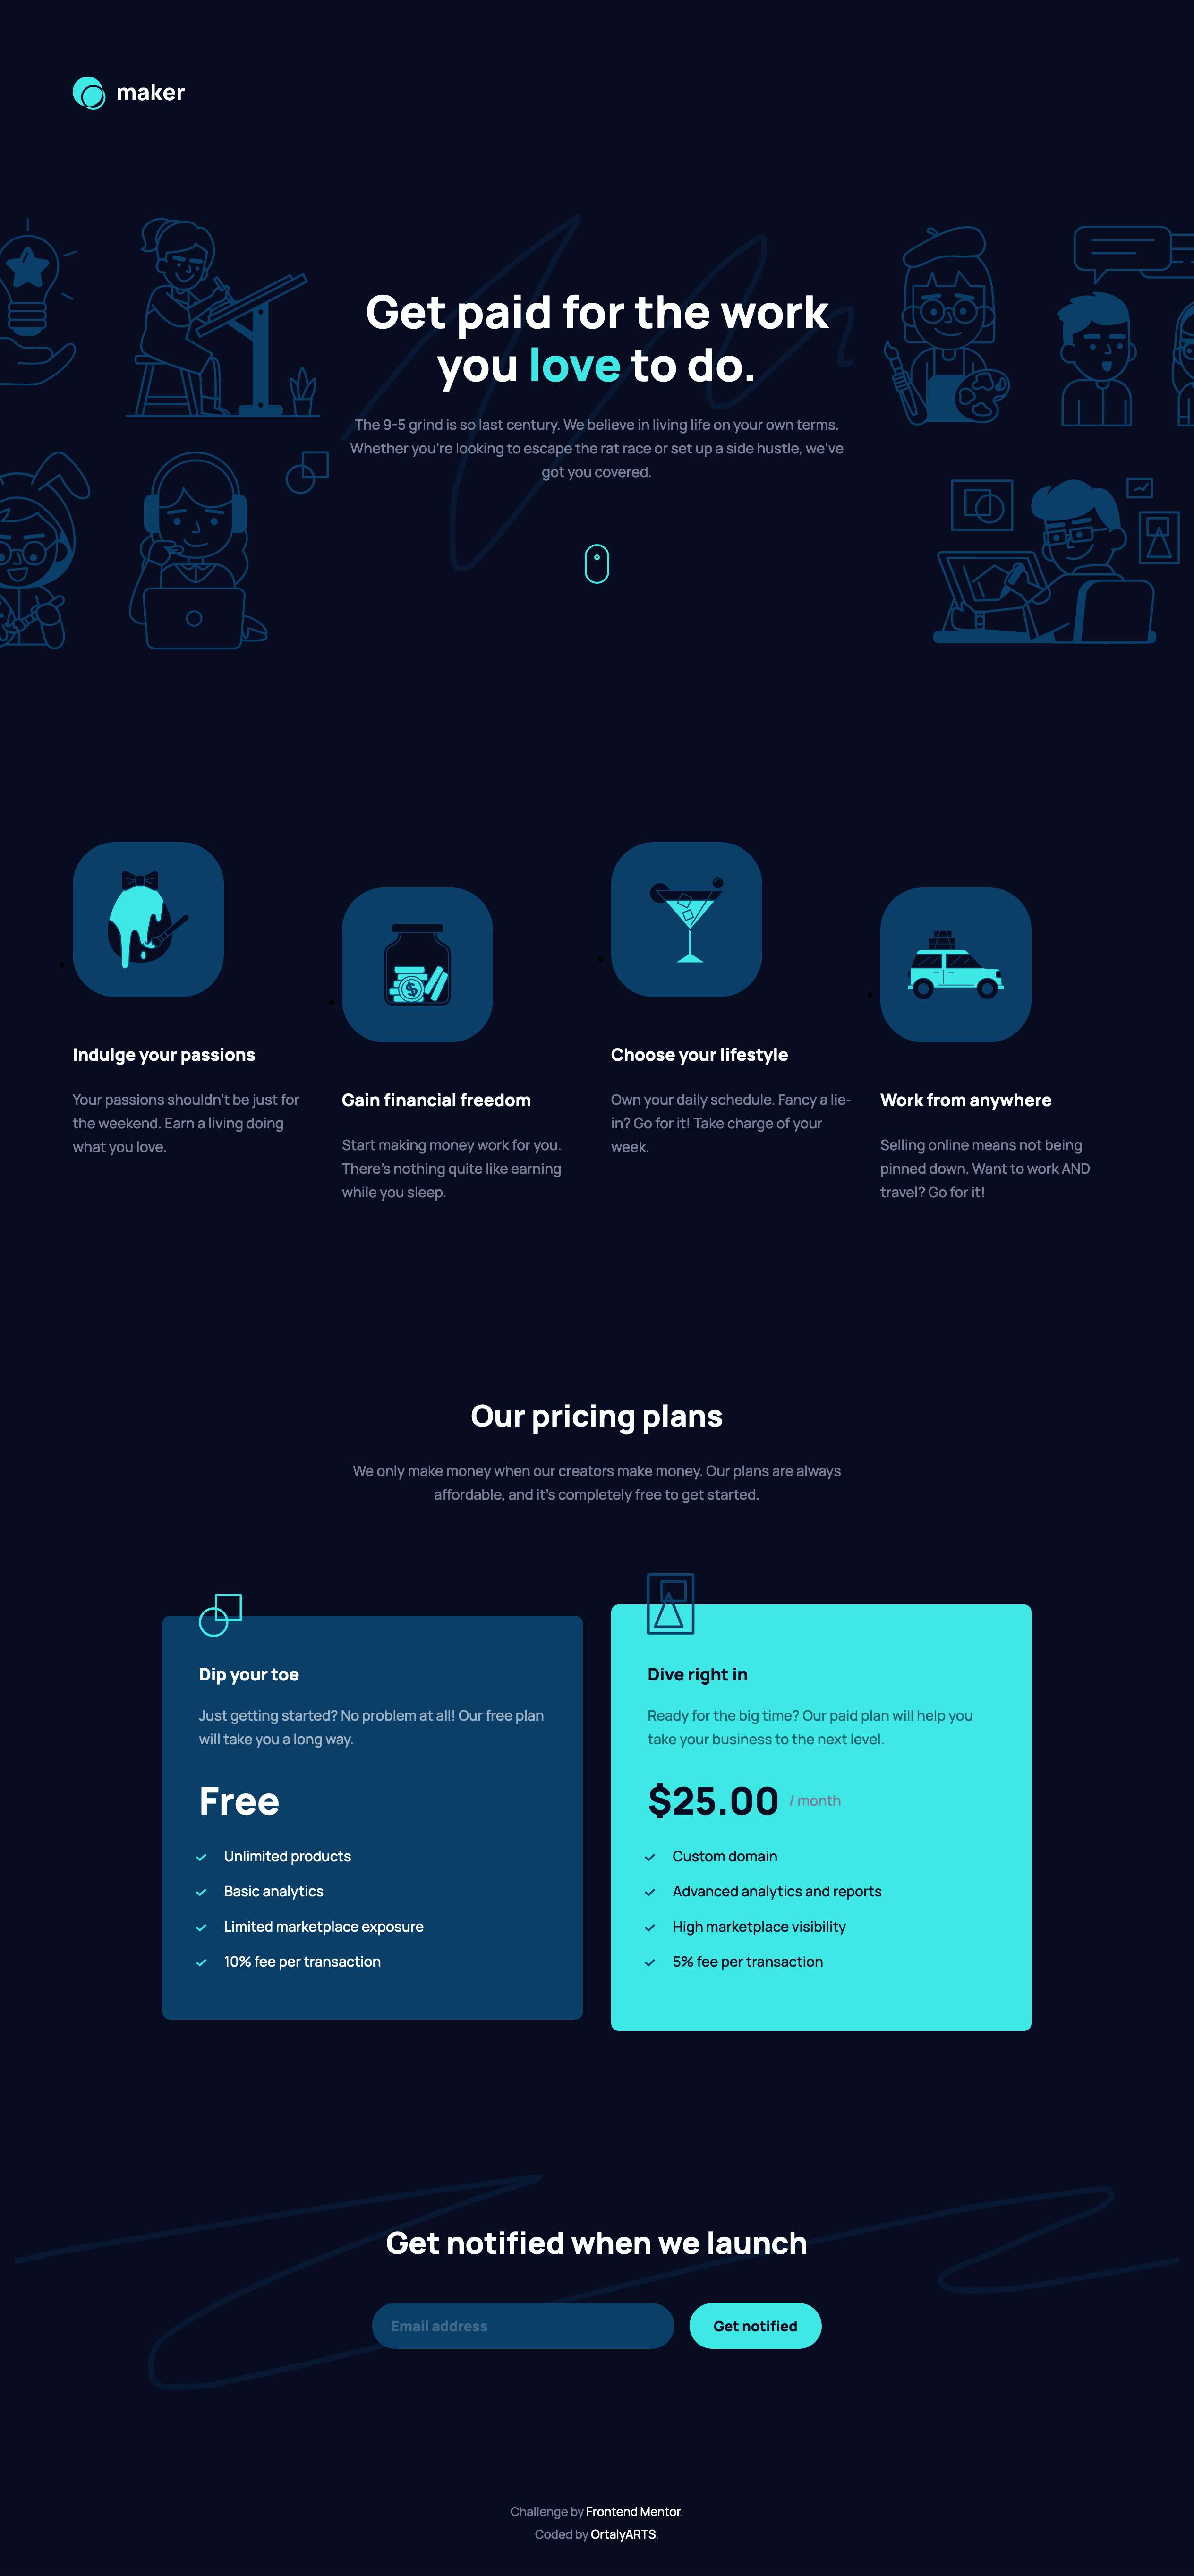 maker
Get paid for the work
you love to do.
The 9-5 grind is so last century. We believe in living life on your own terms.
Whether you're looking to escape the rat race or set up a side hustle, we've
got you covered.
Indulge your passions
Your passions shouldn't be just for
the weekend. Earn a living doing
what you love.
Gain financial freedom
Start making money work for you.
There's nothing quite like earning
while you sleep.
Choose your lifestyle
Own your daily schedule. Fancy a lie-
in? Go for it! Take charge of your
week.
Work from anywhere
Selling online means not being
pinned down. Want to work AND
travel? Go for it!
Our pricing plans
We only make money when our creators make money. Our plans are always
affordable, and it's completely free to get started.
Dip your toe
Just getting started? No problem at all! Our free plan
will take you a long way.
Free
Unlimited products
Basic analytics
Limited marketplace exposure
10% fee per transaction
Dive right in
Ready for the big time? Our paid plan will help you
take your business to the next level.
$25.00 / month
Custom domain
Advanced analytics and reports
High marketplace visibility
5% fee per transaction
Get notified when we launch
Email address
Get notified
Challenge by Frontend Mentor.
Coded by OrtalyARTS.